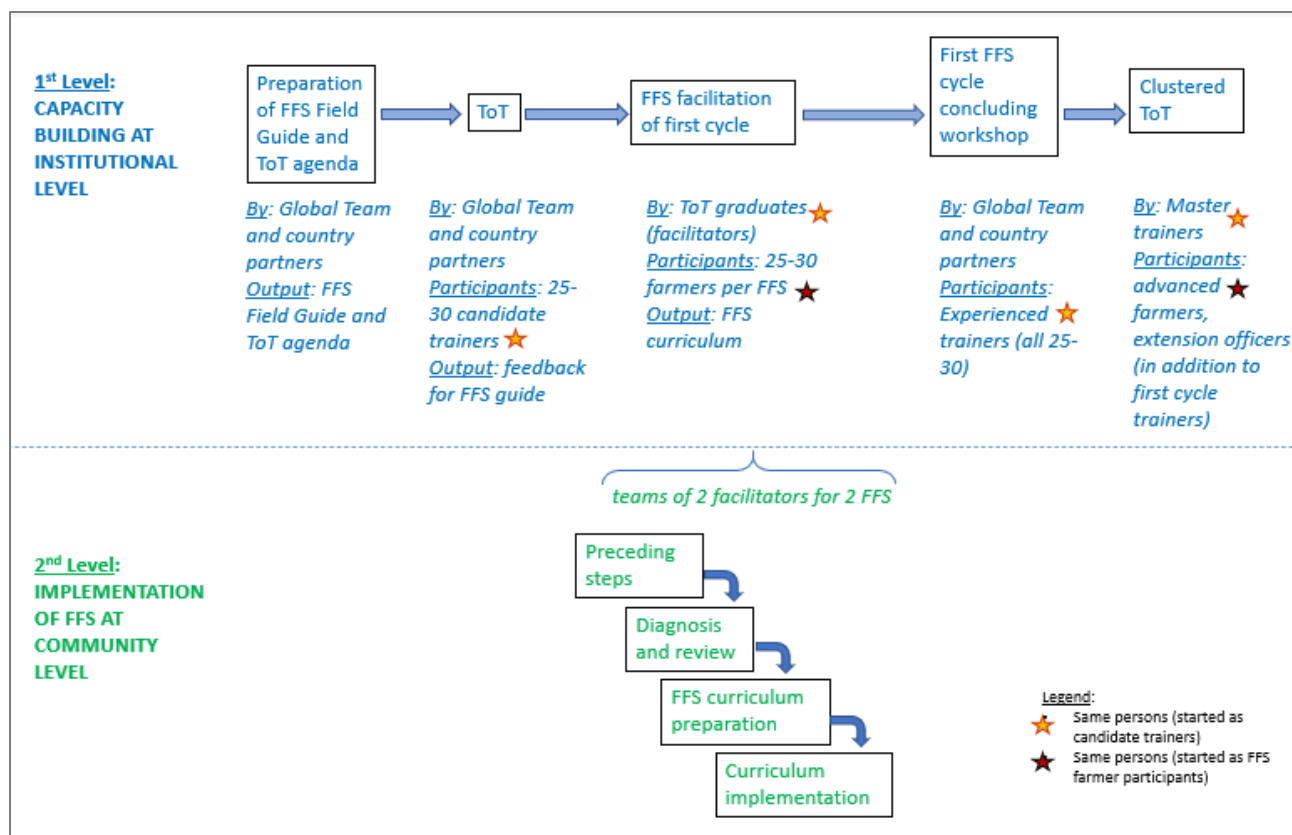 1st Level:
CAPACITY
BUILDING AT
INSTITUTIONAL
LEVEL
Preparation
of FFS Field
Guide and
ToT agenda
ToT
FFS facilitation
of first cycle
First FFS
cycle
concluding
workshop
Clustered
ToT
By: Global Team
and country
partners
Output: FFS
Field Guide and
ToT agenda
By: Global Team
and country
partners
Participants: 25-
30 candidate
trainers
Output: feedback
for FFS guide
By: ToT graduates
(facilitators)
Participants: 25-30
farmers per FFS
Output: FFS
curriculum
By: Global Team
and country
partners
Participants:
Experienced
trainers (all 25-
30)
By: Master
trainers
Participants:
advanced
farmers,
extension officers
(in addition to
first cycle
trainers)
teams of 2 facilitators for 2 FFS
2nd Level:
IMPLEMENTATION
OF FFS AT
COMMUNITY
LEVEL
Preceding
steps
Diagnosis
and review
FFS curriculum
preparation
Curriculum
implementation
Legend:
Same persons (started as
candidate trainers)
Same persons (started as FFS
farmer participants)